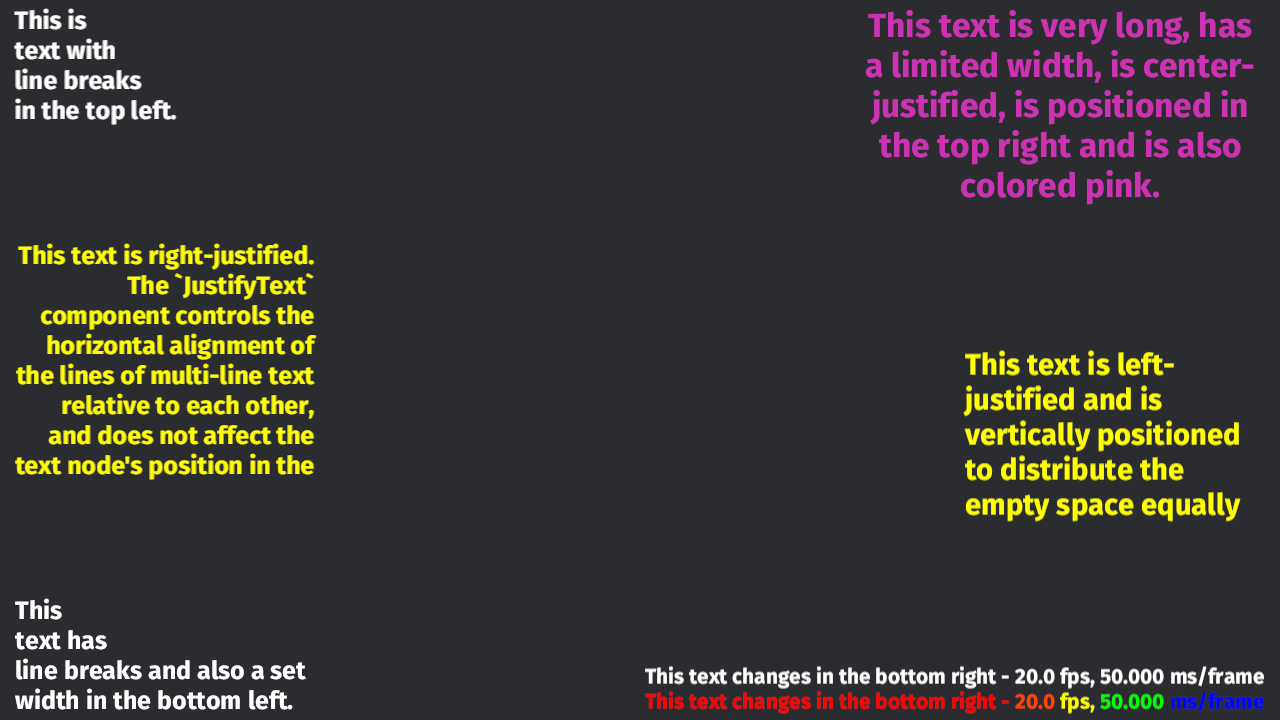 This is
text with
line breaks
in the top left.
This text is very long, has
a limited width, is center-
justified, is positioned in
the top right and is also
colored pink.
This text is right-justified.
The `JustifyText`
component controls the
horizontal alignment of
the lines of multi-line text
relative to each other,
and does not affect the
text node's position in the
This text is left-
justified and is
vertically positioned
to distribute the
empty space equally
This
text has
line breaks and also a set
width in the bottom left.
This text changes in the bottom right - 20.0 fps, 50.000 ms/frame
This text changes in the bottom right - 20.0 fps, 50.000 ms/frame